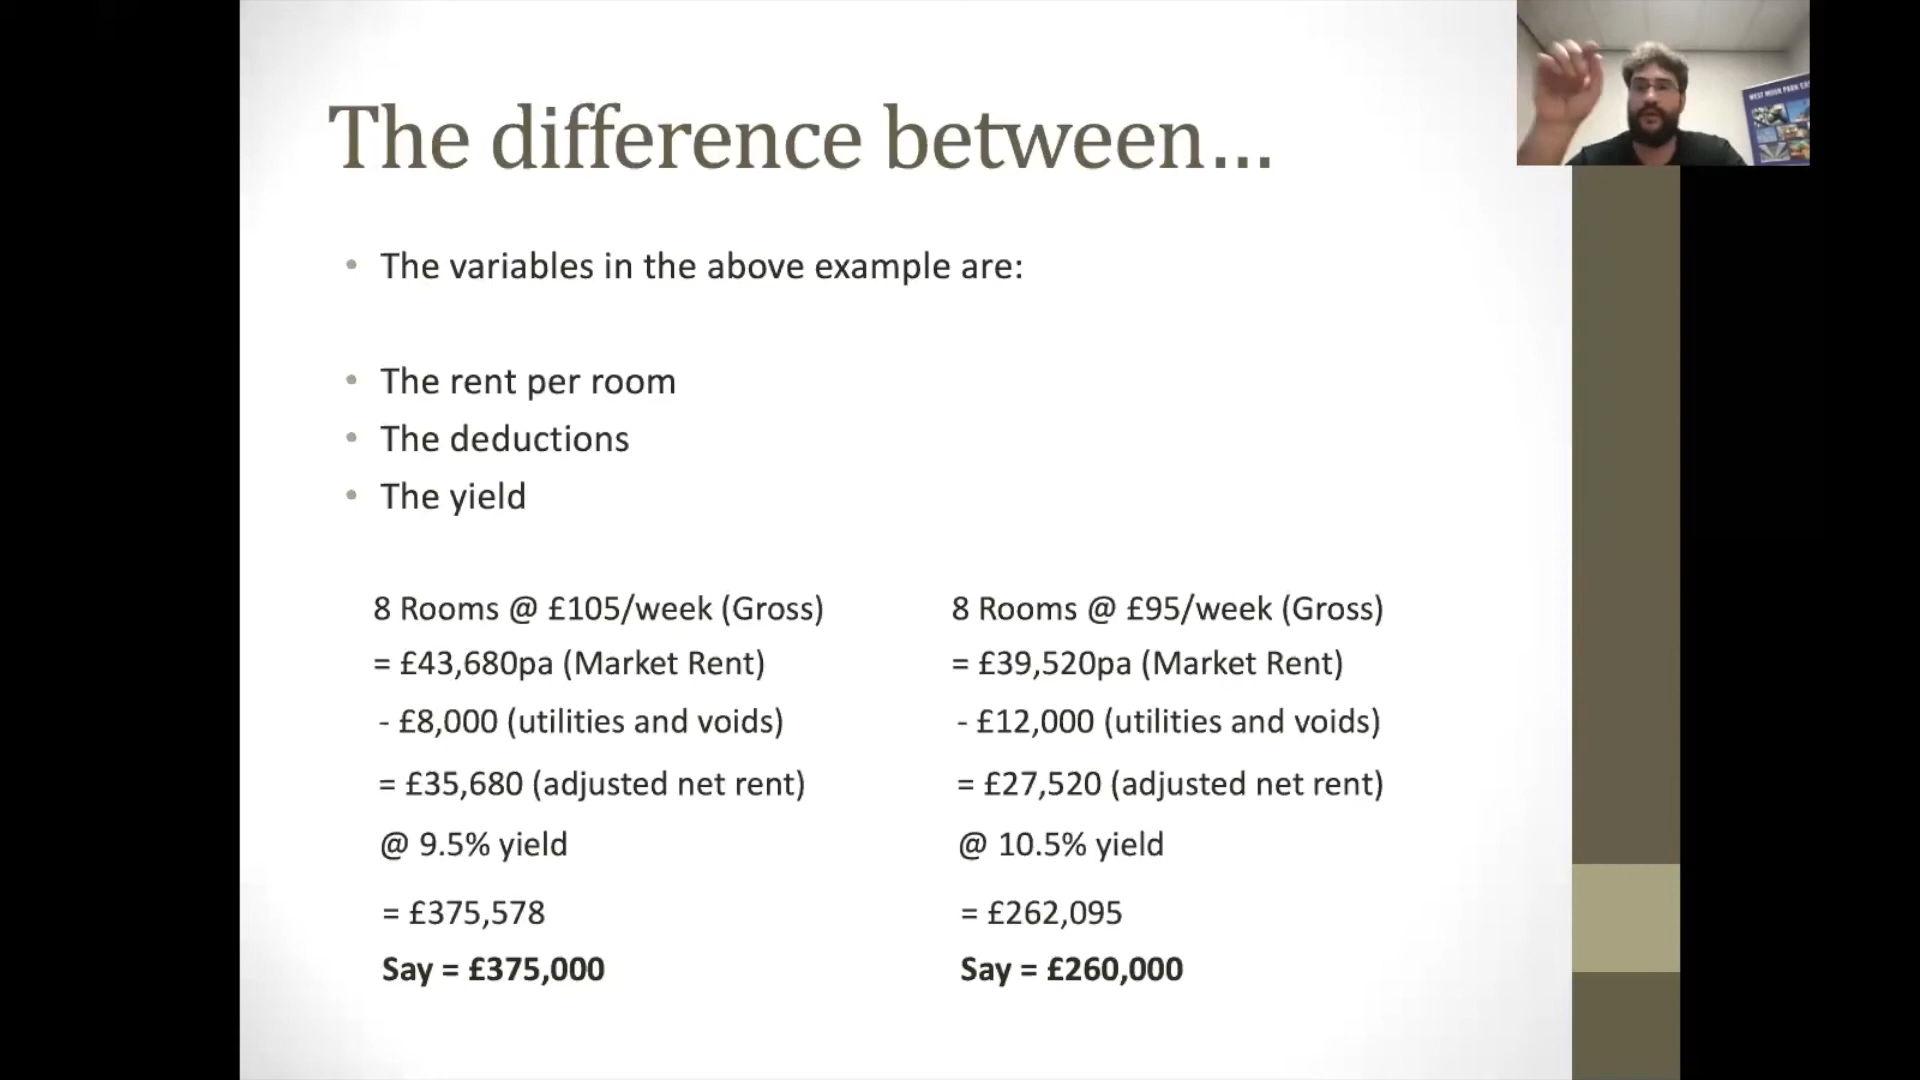 The difference between...
WEST MOOR PARK
• The variables in the above example are:
• The rent per room
• The deductions
• The yield
8 Rooms @ £105/week (Gross)
= £43,680pa (Market Rent)
- £8,000 (utilities and voids)
= £35,680 (adjusted net rent)
@ 9.5% yield
= £375,578
Say = £375,000
8 Rooms @ £95/week (Gross)
= £39,520pa (Market Rent)
- £12,000 (utilities and voids)
= £27,520 (adjusted net rent)
@ 10.5% yield
= £262,095
Say = £260,000